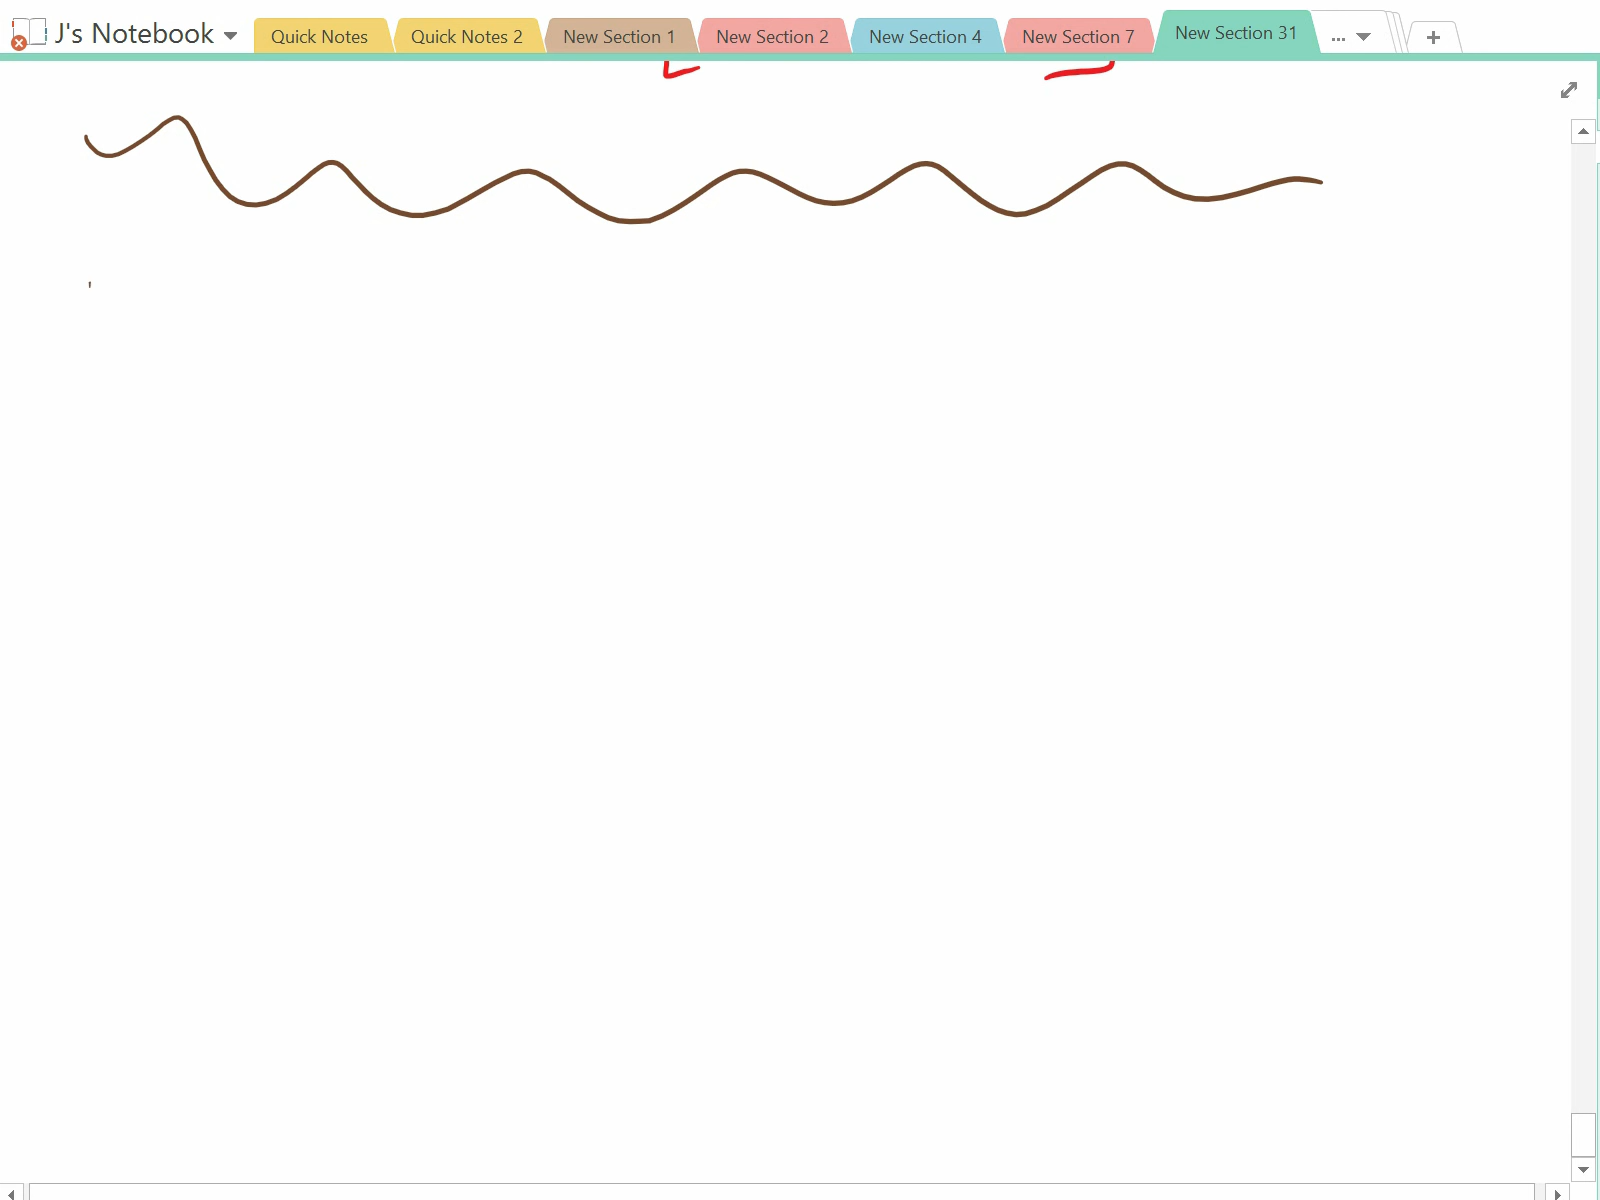 J's Notebook
Quick Notes
Quick Notes 2
New Section 1
New Section 2
New Section 4
New Section 7
New Section 31
...
+
'